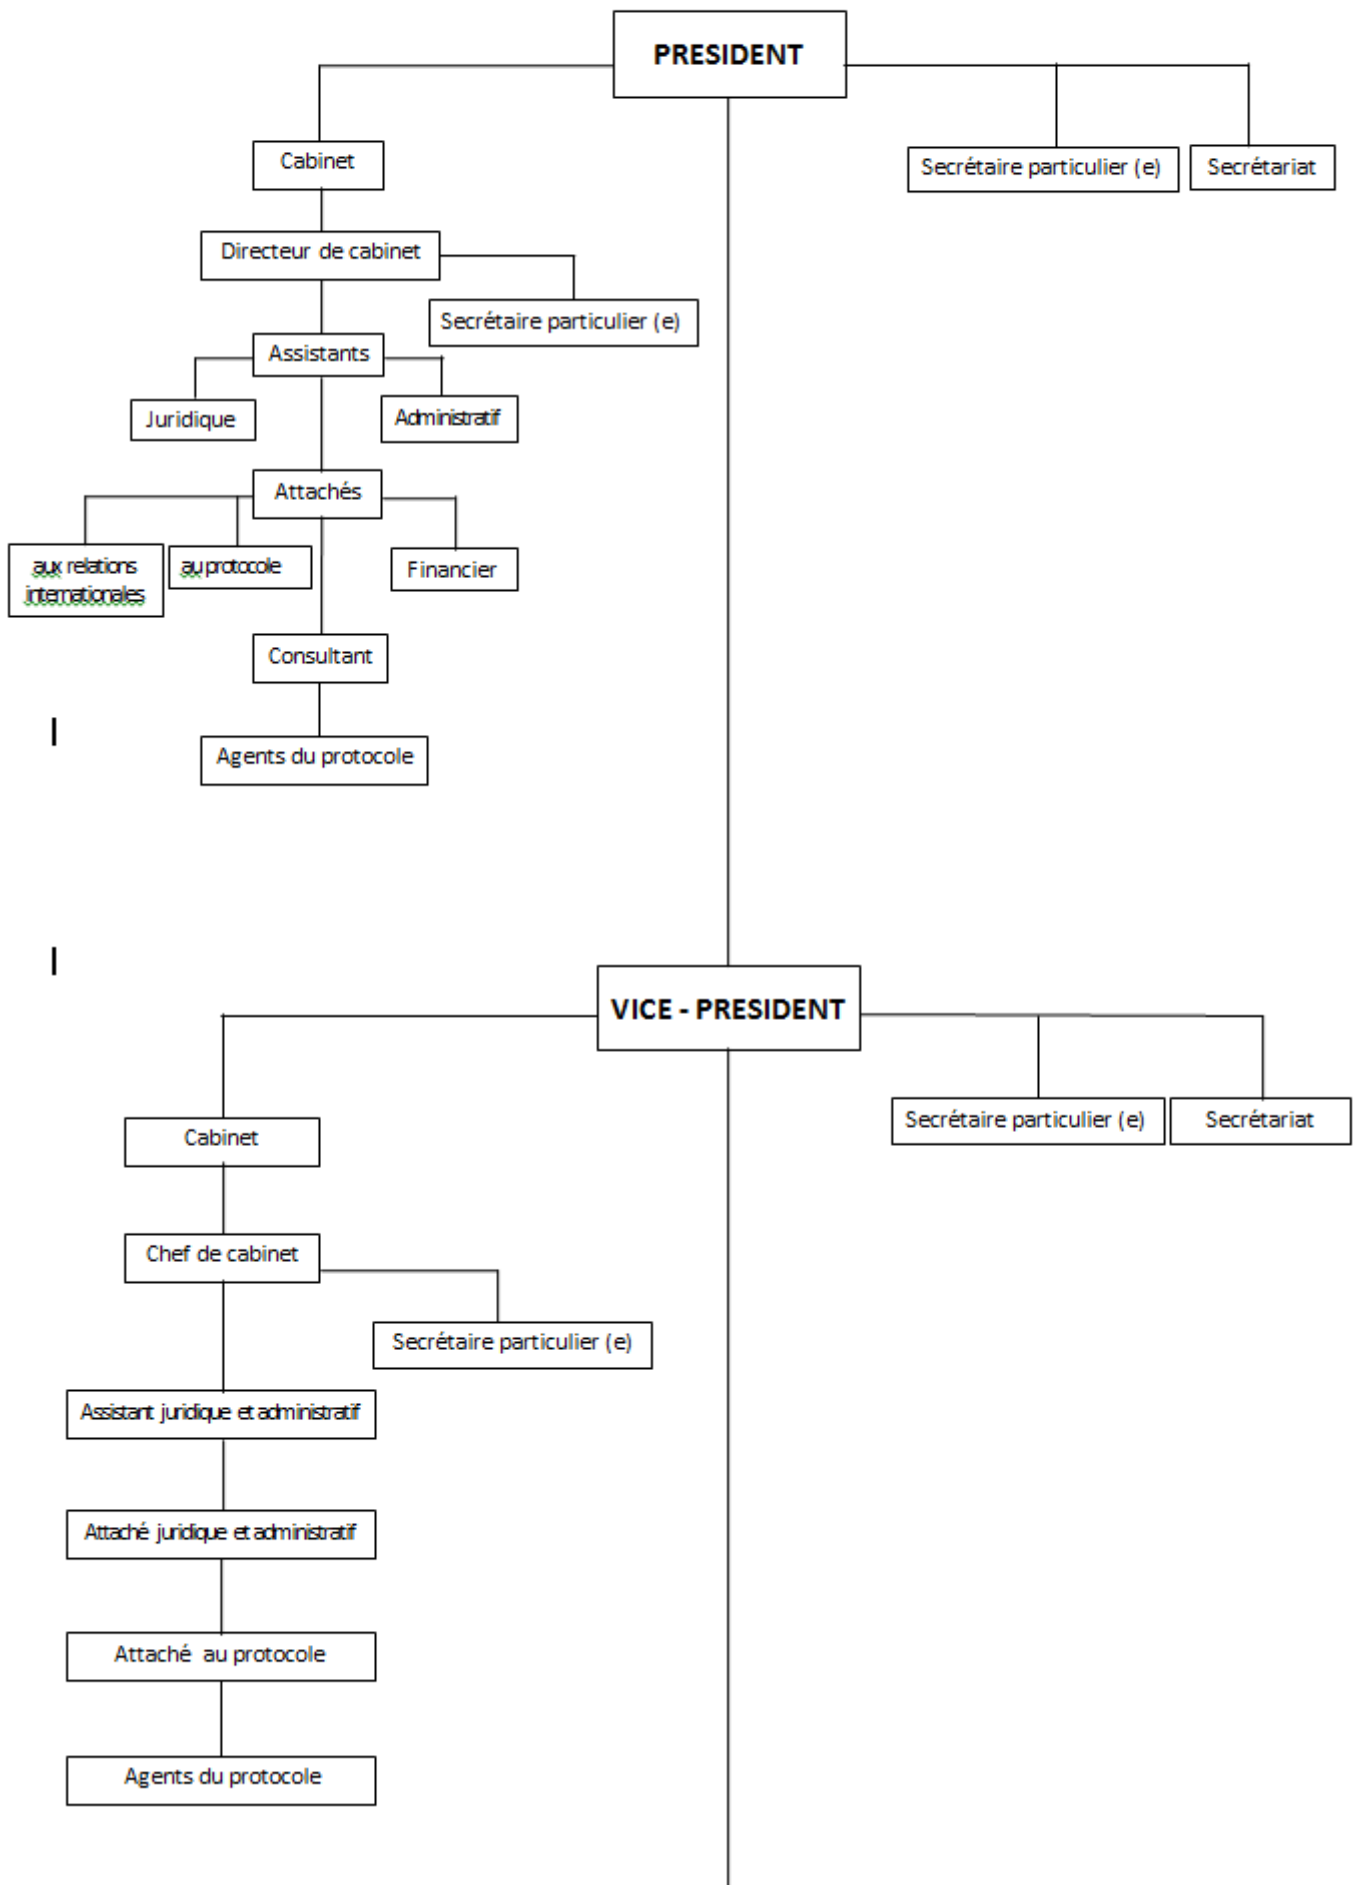 PRESIDENT
Cabinet
Secrétaire particulier (e)
Secrétariat
Directeur de cabinet
Secrétaire particulier (e)
Assistants
Juridique
Administratif
Attachés
aux relations
internationales
au protocole
Financier
Consultant
Agents du protocole
VICE - PRESIDENT
Cabinet
Secrétaire particulier (e)
Secrétariat
Chef de cabinet
Secrétaire particulier (e)
Assistant juridique et administratif
Attaché juridique et administratif
Attaché au protocole
Agents du protocole